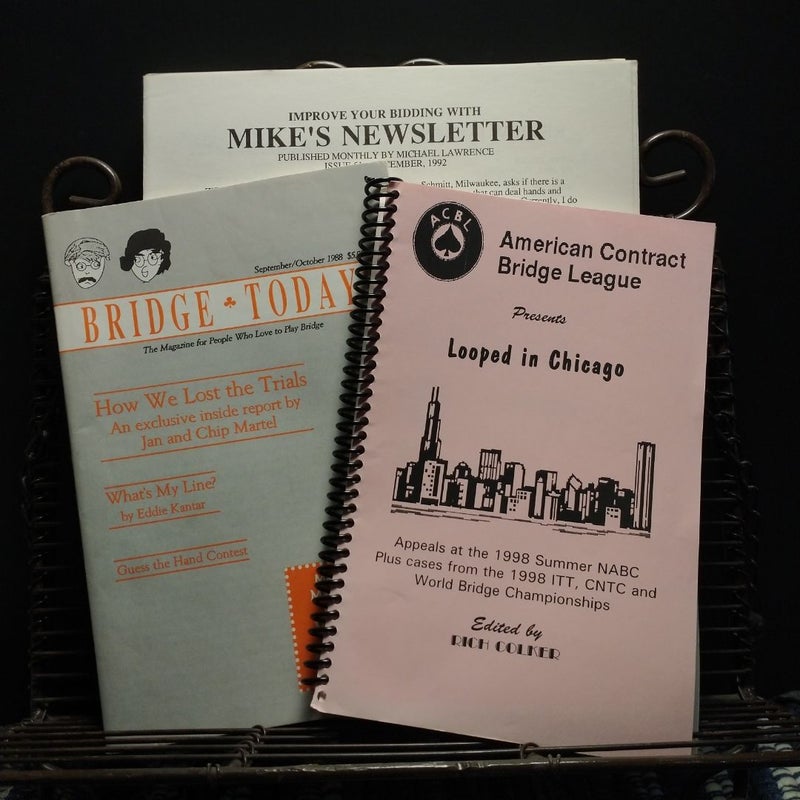 IMPROVE YOUR BIDDING WITH
MIKE'S NEWSLETTER
PUBLISHED MONTHLY BY MICHAEL LAWRENCE
1992
Schmitt, Milwaukee, asks if there is a
that can deal hands and
Currently, I do
September/October 1988
BRIDGE ♣ TODAY
The Magazine for People Who Love to Play Bridge
How We Lost the Trials
An exclusive inside report by
Jan and Chip Martel
What's My Line?
by Eddie Kantar
Guess the Hand Contest
ACBL
American Contract
Bridge League
Presents
Looped in Chicago
Appeals at the 1998 Summer NABC
Plus cases from the 1998 ITT, CNTC and
World Bridge Championships
Edited by
RICH COLKER